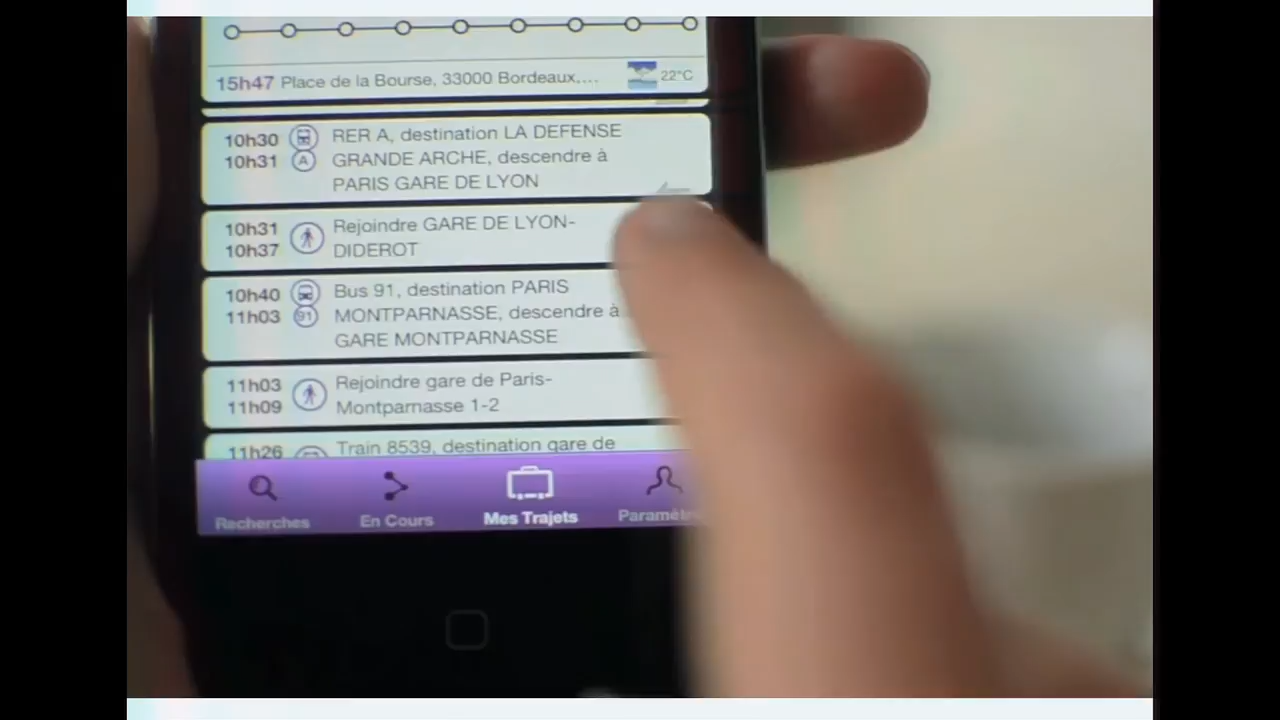 15h47 Place de la Bourse, 33000 Bordeaux,... 22°C
10h30 RER A, destination LA DEFENSE
10h31 A GRANDE ARCHE, descendre à
PARIS GARE DE LYON
10h31 Rejoindre GARE DE LYON-
10h37 DIDEROT
10h40 Bus 91, destination PARIS
11h03 91 MONTPARNASSE, descendre à
GARE MONTPARNASSE
11h03 Rejoindre gare de Paris-
11h09 Montparnasse 1-2
11h26 Train 8539, destination gare de
Recherches En Cours Mes Trajets